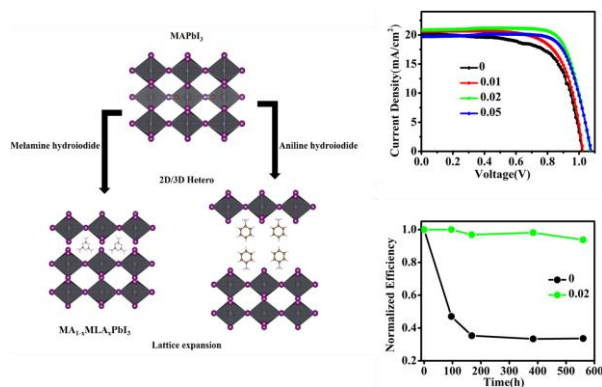 MAPbI3
Melamine hydroiodide
Aniline hydroiodide
2D/3D Hetero
MA1-xMLAxPbI3
Lattice expansion
Current Density(mA/cm²)
25
20
15
10
5
0
0
0.01
0.02
0.05
0.0 0.2 0.4 0.6 0.8 1.0
Voltage(V)
Normalized Efficiency
1.0
0.8
0.6
0.4
0.2
0
0.02
0 100 200 300 400 500 600
Time(h)